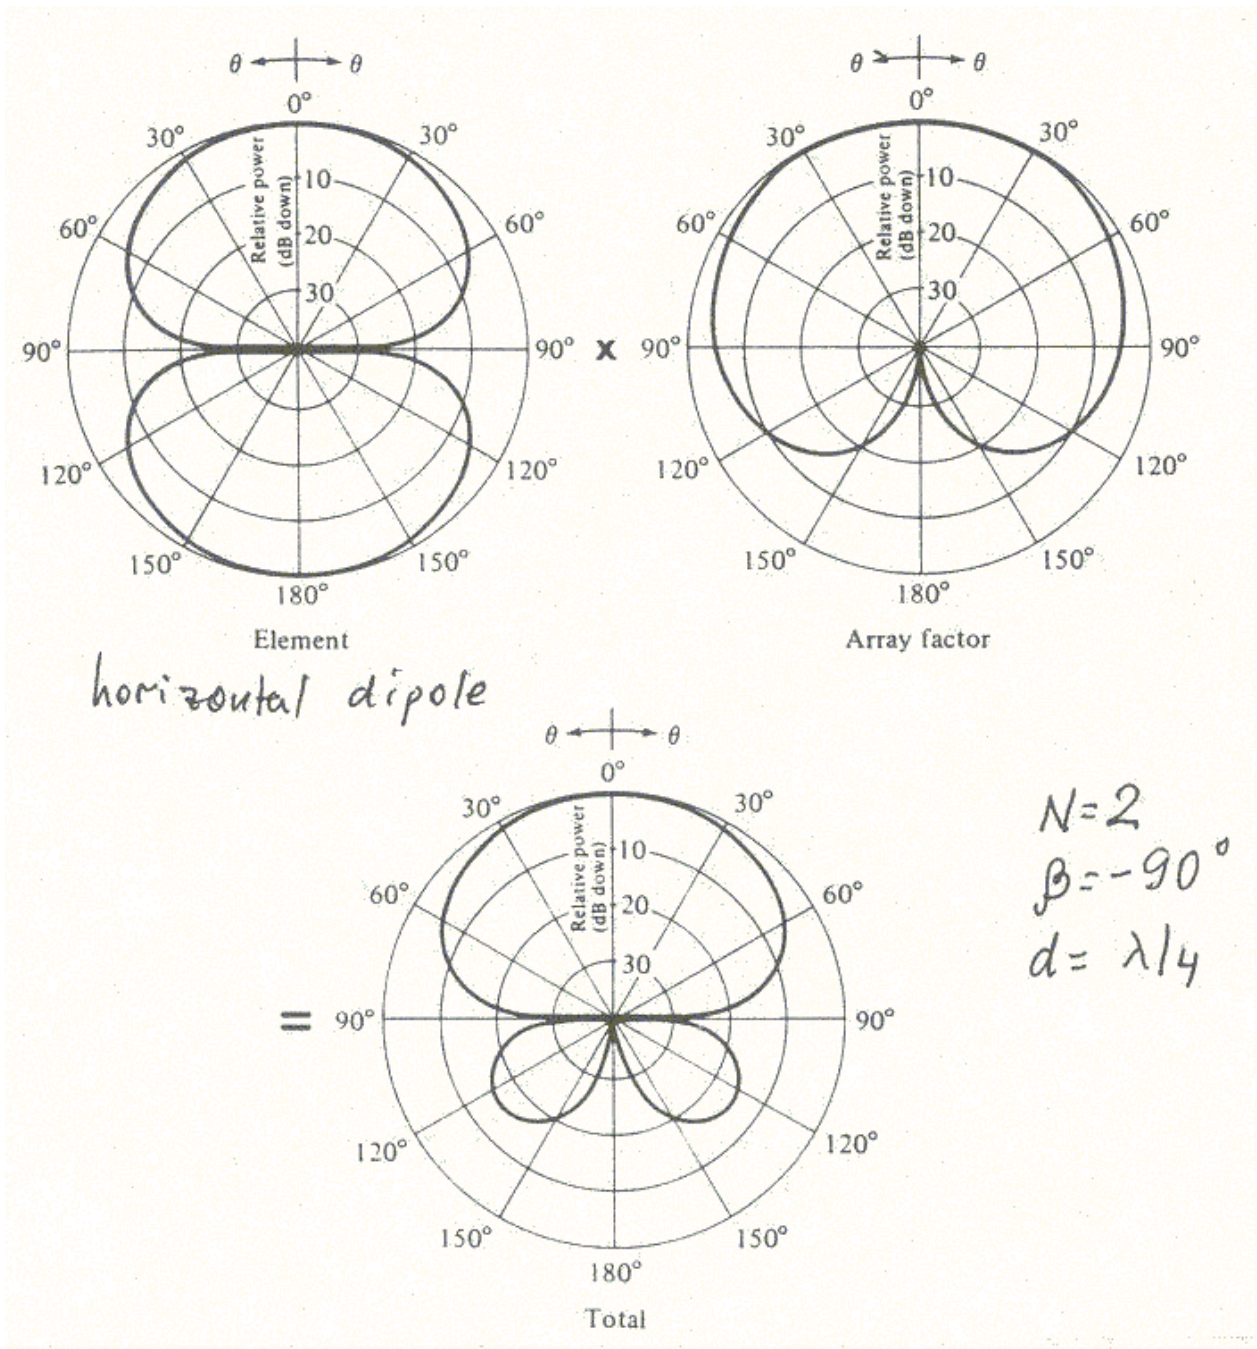 θ θ
0°
30° 30°
60° 60°
90° 90°
120° 120°
150° 150°
180°
Relative power
(dB down)
10
20
30
Element
horizontal dipole
x
θ θ
0°
30° 30°
60° 60°
90° 90°
120° 120°
150° 150°
180°
Relative power
(dB down)
10
20
30
Array factor
=
θ θ
0°
30° 30°
60° 60°
90° 90°
120° 120°
150° 150°
180°
Relative power
(dB down)
10
20
30
Total
N=2
β=-90°
d= λ/4